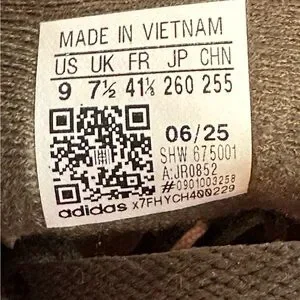 MADE IN VIETNAM
US UK FR JP CHN
9 7½ 41⅓ 260 255
06/25
SHW 675001
A:JR0852
#0901003258
adidas x7FHYCH400229